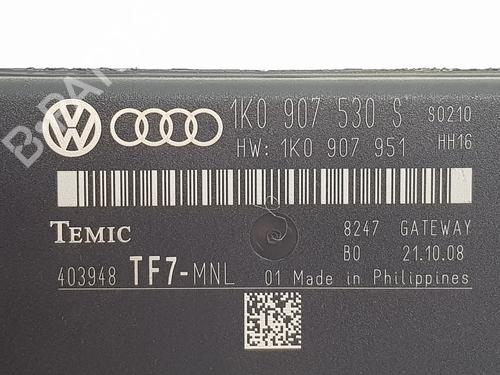 1K0 907 530 S S0210
HW: 1K0 907 951 HH16
TEMIC 8247 GATEWAY
B0 21.10.08
403948 TF7-MNL 01 Made in Philippines